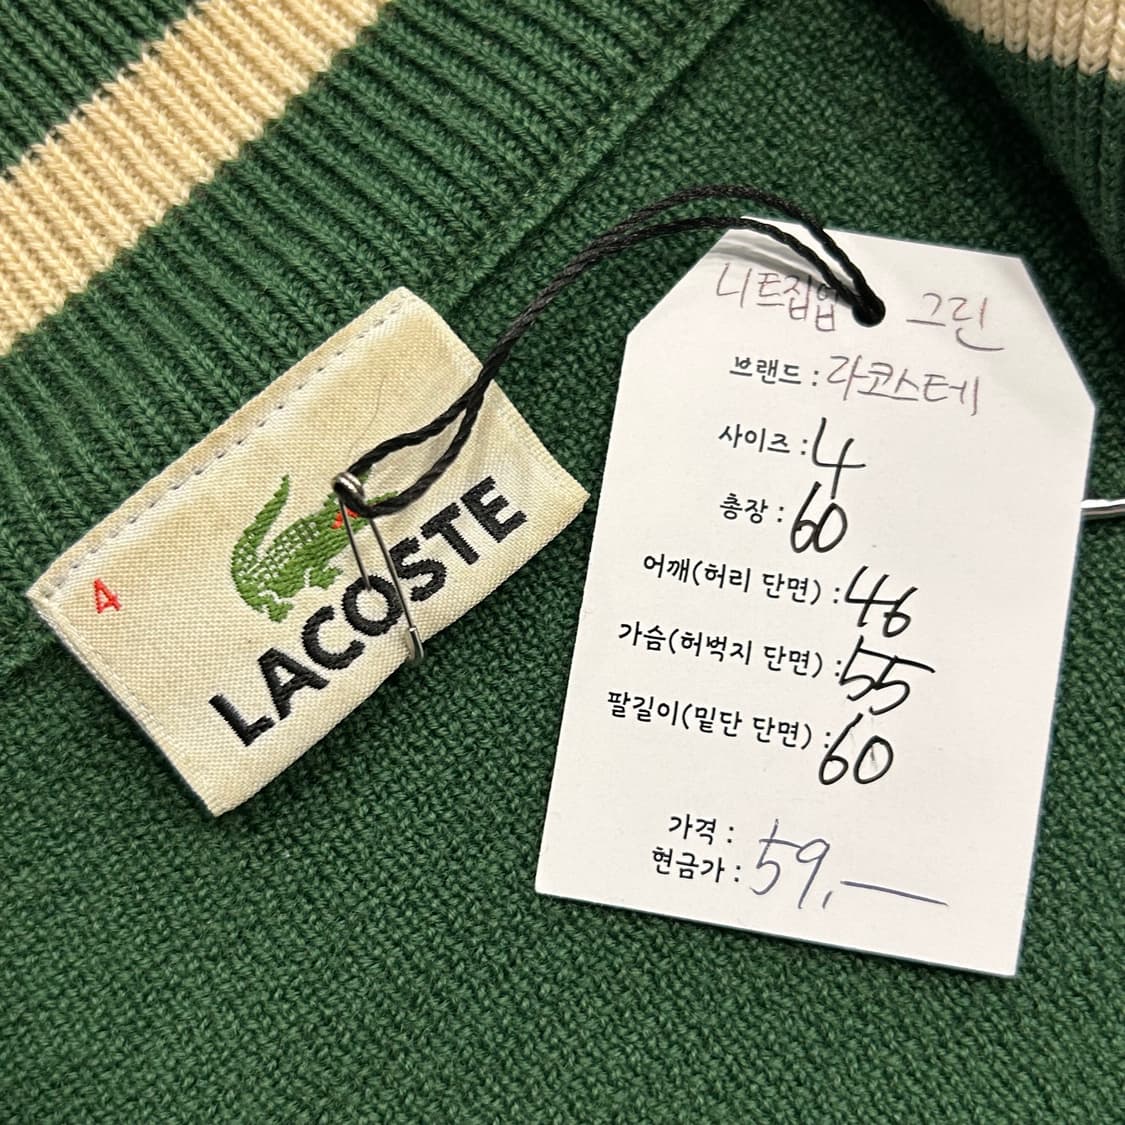 4
LACOSTE
니트집업 그린
브랜드 : 라코스테
사이즈 : 4
총장 : 60
어깨(허리 단면) : 46
가슴(허벅지 단면) : 55
팔길이(밑단 단면) : 60
가격 :
현금가 : 59,—